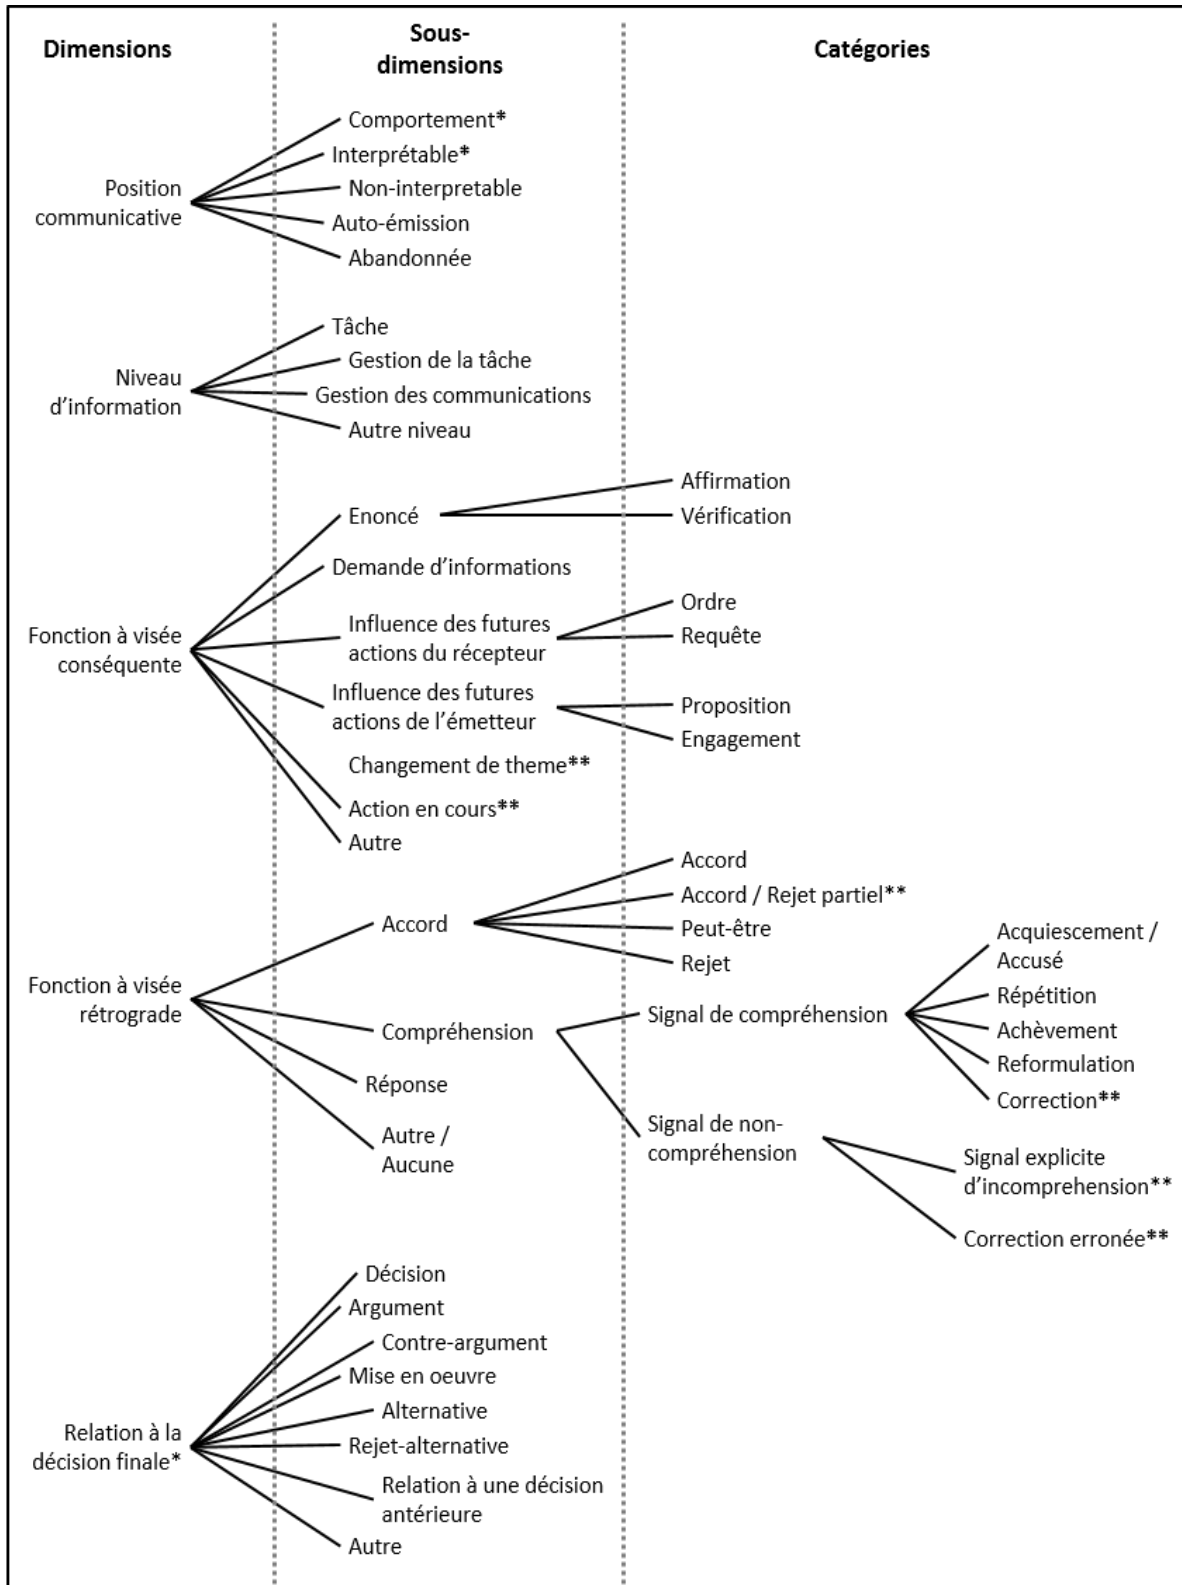 Dimensions
Sous-
dimensions
Catégories
Position
communicative
Comportement*
Interprétable*
Non-interpretable
Auto-émission
Abandonnée
Niveau
d'information
Tâche
Gestion de la tâche
Gestion des communications
Autre niveau
Fonction à visée
conséquente
Enoncé
Affirmation
Vérification
Demande d'informations
Influence des futures
actions du récepteur
Ordre
Requête
Influence des futures
actions de l'émetteur
Proposition
Engagement
Changement de theme**
Action en cours**
Autre
Fonction à visée
rétrograde
Accord
Accord
Accord / Rejet partiel**
Peut-être
Rejet
Compréhension
Signal de compréhension
Acquiescement /
Accusé
Répétition
Achèvement
Reformulation
Correction**
Signal de non-
compréhension
Signal explicite
d'incomprehension**
Correction erronée**
Réponse
Autre /
Aucune
Relation à la
décision finale*
Décision
Argument
Contre-argument
Mise en oeuvre
Alternative
Rejet-alternative
Relation à une décision
antérieure
Autre